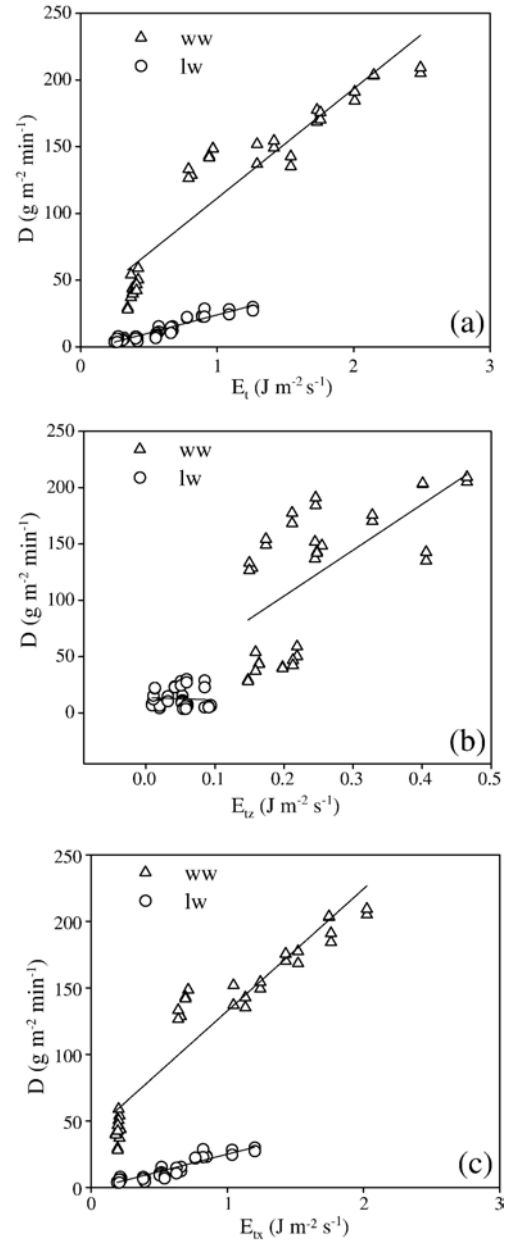 250
ww
lw
200
150
100
50
0
D (g m-2 min-1)
(a)
0 1 2 3
Et (J m-2 s-1)
250
ww
lw
200
150
100
50
0
D (g m-2 min-1)
(b)
0.0 0.1 0.2 0.3 0.4 0.5
Etz (J m-2 s-1)
250
ww
lw
200
150
100
50
0
D (g m-2 min-1)
(c)
0 1 2 3
Etx (J m-2 s-1)